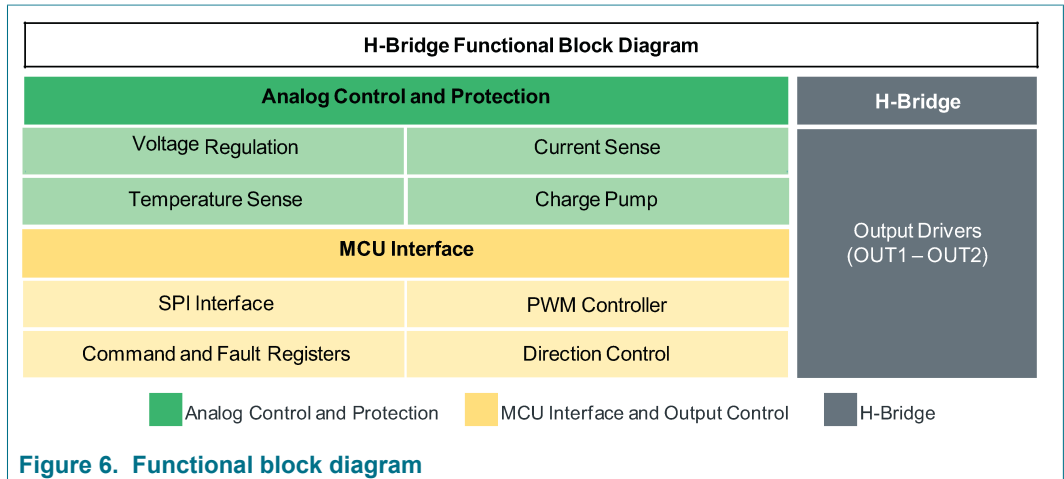 H-Bridge Functional Block Diagram
Analog Control and Protection
H-Bridge
Voltage Regulation
Current Sense
Temperature Sense
Charge Pump
MCU Interface
Output Drivers
(OUT1 – OUT2)
SPI Interface
PWM Controller
Command and Fault Registers
Direction Control
Analog Control and Protection
MCU Interface and Output Control
H-Bridge
Figure 6. Functional block diagram